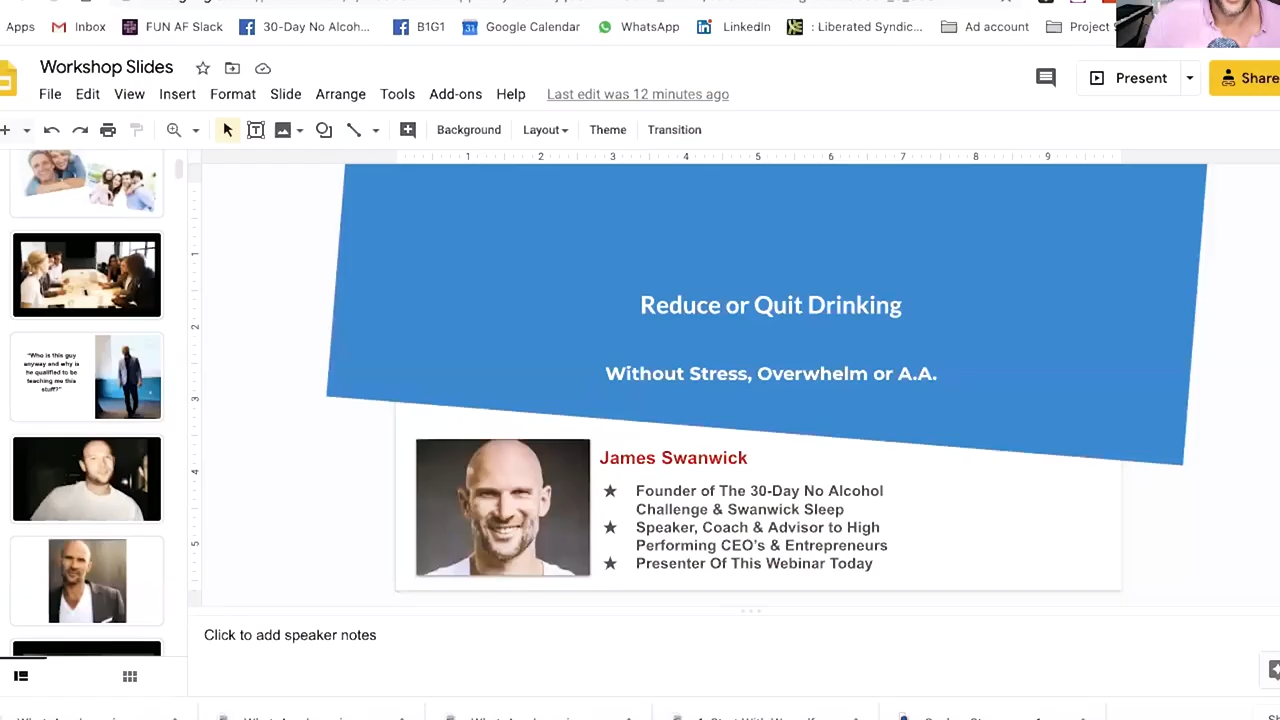 Apps
Inbox
FUN AF Slack
30-Day No Alcoh...
B1G1
Google Calendar
WhatsApp
LinkedIn
: Liberated Syndic...
Ad account
Project
Workshop Slides
Present
Share
File Edit View Insert Format Slide Arrange Tools Add-ons Help Last edit was 12 minutes ago
Background Layout Theme Transition
1 2 3 4 5 6 7 8 9
1
2
3
4
5
"Who is this guy
anyway and why is
he qualified to be
teaching me this
stuff?"
Reduce or Quit Drinking
Without Stress, Overwhelm or A.A.
James Swanwick
★ Founder of The 30-Day No Alcohol
Challenge & Swanwick Sleep
★ Speaker, Coach & Advisor to High
Performing CEO's & Entrepreneurs
★ Presenter Of This Webinar Today
Click to add speaker notes